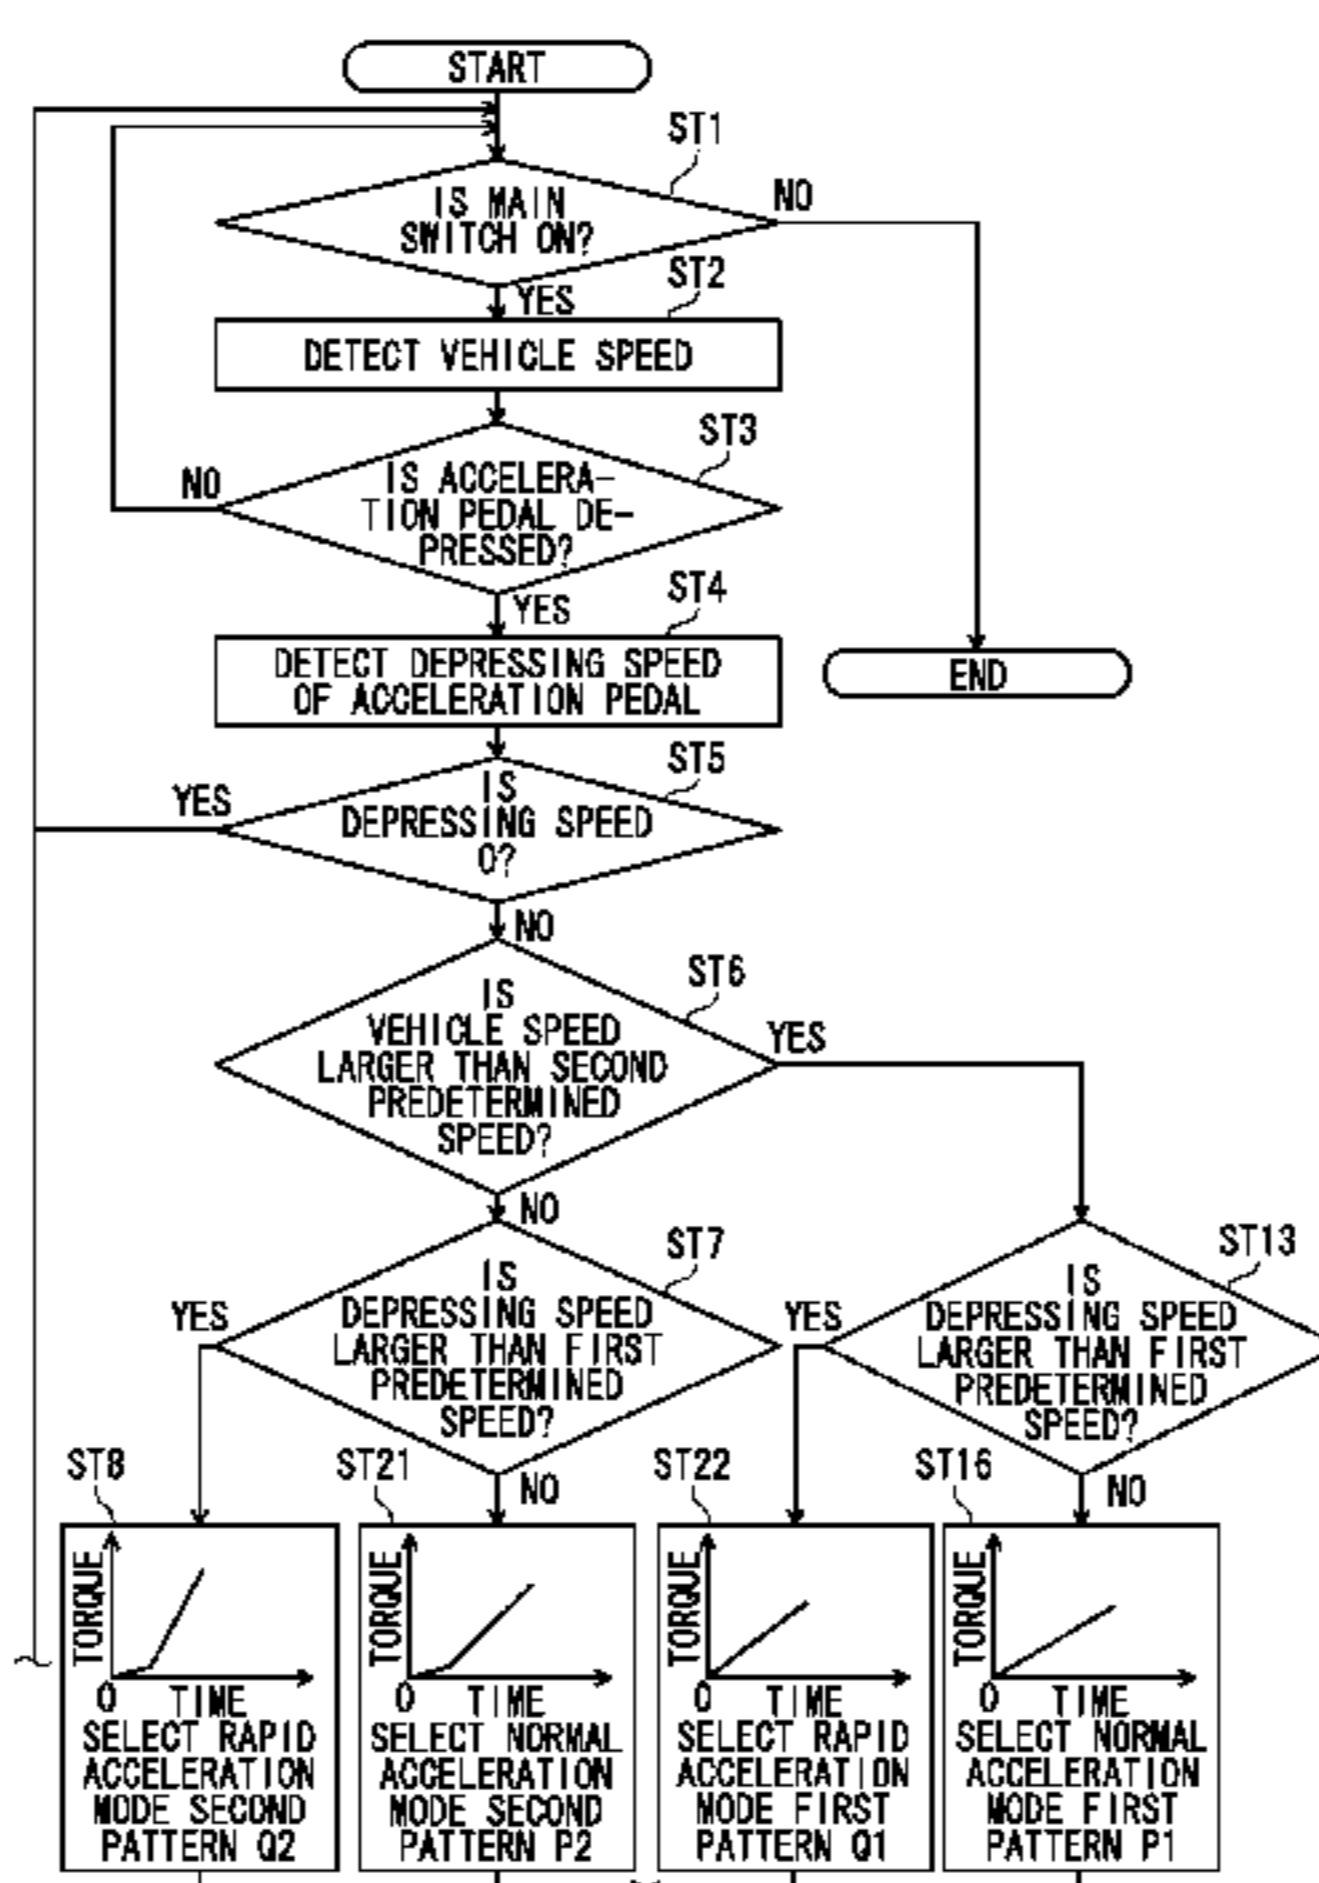 START
ST1
IS MAIN
SWITCH ON?
NO
YES
ST2
DETECT VEHICLE SPEED
ST3
NO
IS ACCELERA-
TION PEDAL DE-
PRESSED?
YES
ST4
DETECT DEPRESSING SPEED
OF ACCELERATION PEDAL
END
ST5
YES
IS
DEPRESSING SPEED
0?
NO
ST6
IS
VEHICLE SPEED
LARGER THAN SECOND
PREDETERMINED
SPEED?
YES
NO
ST7
YES
IS
DEPRESSING SPEED
LARGER THAN FIRST
PREDETERMINED
SPEED?
NO
ST13
YES
IS
DEPRESSING SPEED
LARGER THAN FIRST
PREDETERMINED
SPEED?
NO
ST8
TORQUE
0 TIME
SELECT RAPID
ACCELERATION
MODE SECOND
PATTERN Q2
ST21
TORQUE
0 TIME
SELECT NORMAL
ACCELERATION
MODE SECOND
PATTERN P2
ST22
TORQUE
0 TIME
SELECT RAPID
ACCELERATION
MODE FIRST
PATTERN Q1
ST16
TORQUE
0 TIME
SELECT NORMAL
ACCELERATION
MODE FIRST
PATTERN P1